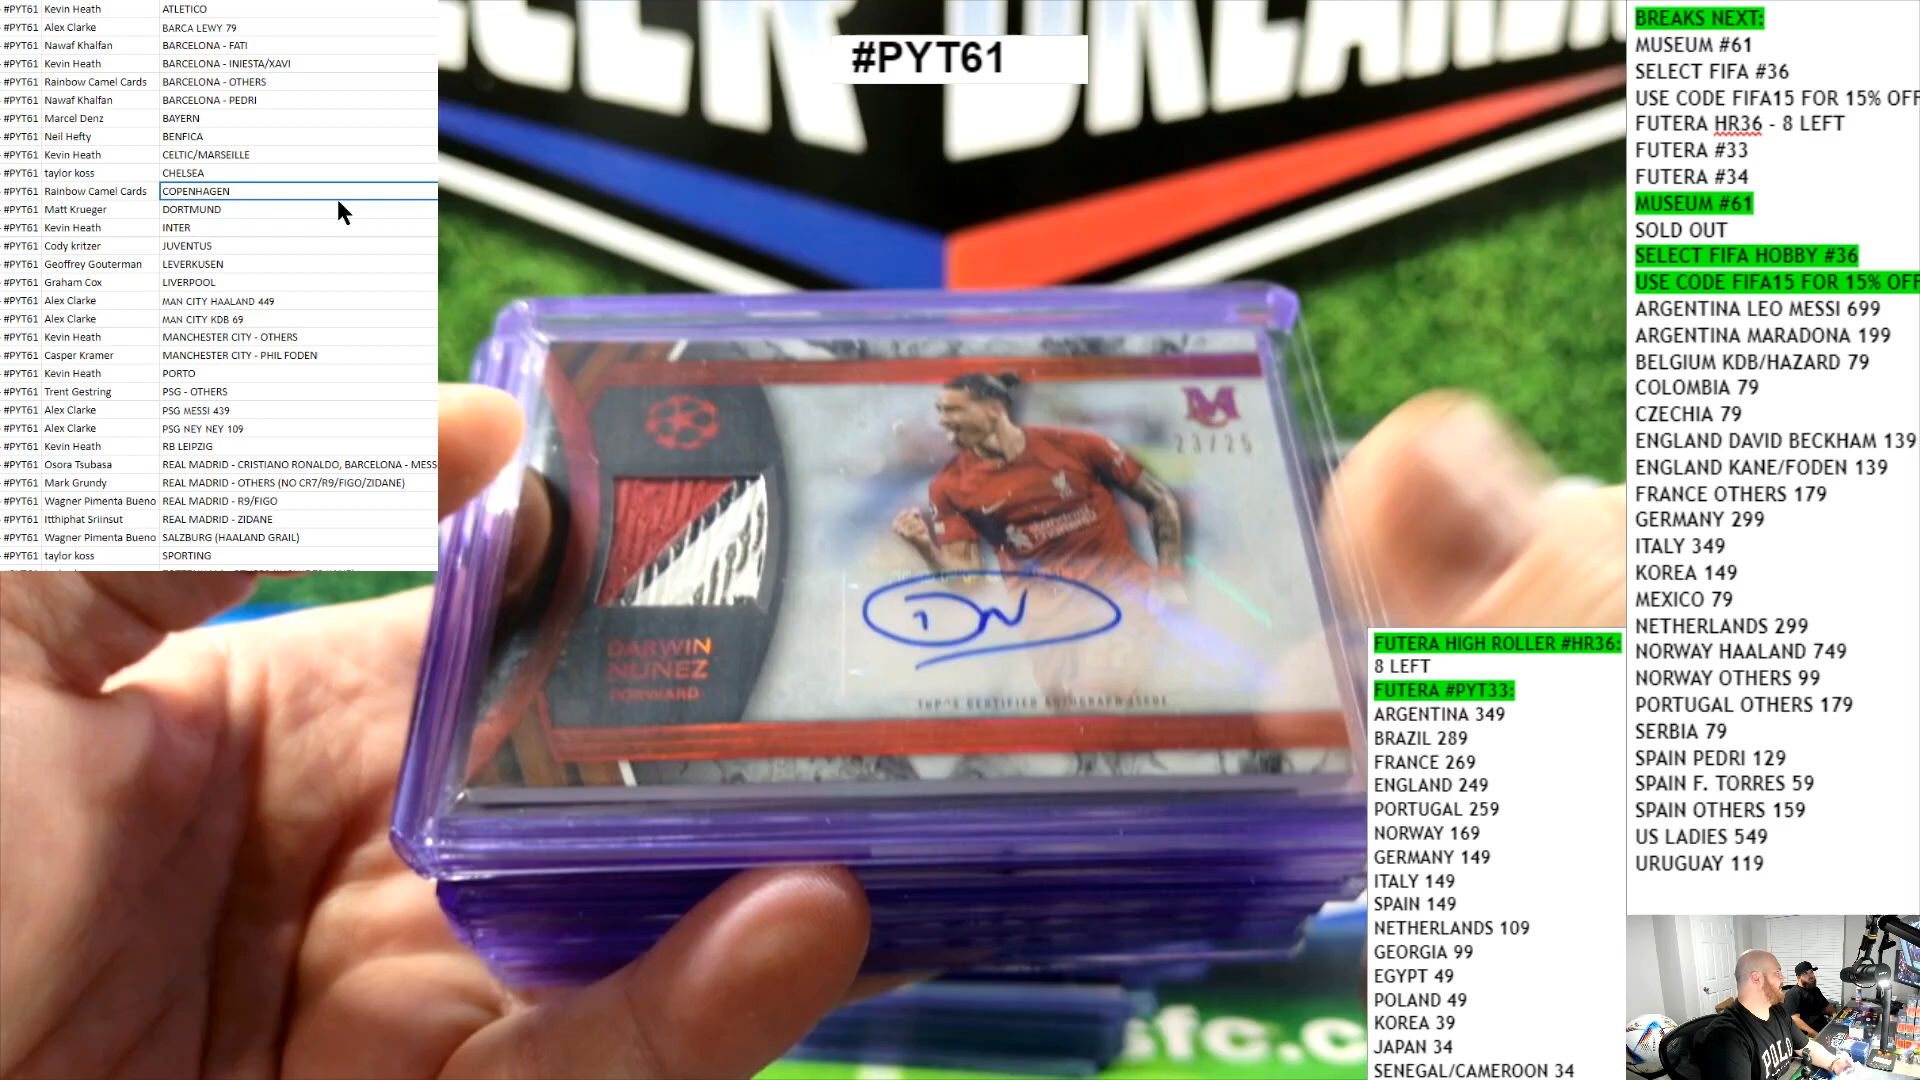 #PYT61 Kevin Heath ATLETICO
#PYT61 Alex Clarke BARCA LEWY 79
#PYT61 Nawaf Khalfan BARCELONA - FATI
#PYT61 Kevin Heath BARCELONA - INIESTA/XAVI
#PYT61 Rainbow Camel Cards BARCELONA - OTHERS
#PYT61 Nawaf Khalfan BARCELONA - PEDRI
#PYT61 Marcel Denz BAYERN
#PYT61 Neil Hefty BENFICA
#PYT61 Kevin Heath CELTIC/MARSEILLE
#PYT61 taylor koss CHELSEA
#PYT61 Rainbow Camel Cards COPENHAGEN
#PYT61 Matt Krueger DORTMUND
#PYT61 Kevin Heath INTER
#PYT61 Cody kritzer JUVENTUS
#PYT61 Geoffrey Gouterman LEVERKUSEN
#PYT61 Graham Cox LIVERPOOL
#PYT61 Alex Clarke MAN CITY HAALAND 449
#PYT61 Alex Clarke MAN CITY KDB 69
#PYT61 Kevin Heath MANCHESTER CITY - OTHERS
#PYT61 Casper Kramer MANCHESTER CITY - PHIL FODEN
#PYT61 Kevin Heath PORTO
#PYT61 Trent Gestring PSG - OTHERS
#PYT61 Alex Clarke PSG MESSI 439
#PYT61 Alex Clarke PSG NEY NEY 109
#PYT61 Kevin Heath RB LEIPZIG
#PYT61 Osora Tsubasa REAL MADRID - CRISTIANO RONALDO, BARCELONA - MESS
#PYT61 Mark Grundy REAL MADRID - OTHERS (NO CR7/R9/FIGO/ZIDANE)
#PYT61 Wagner Pimenta Bueno REAL MADRID - R9/FIGO
#PYT61 Itthiphat Sriinsut REAL MADRID - ZIDANE
#PYT61 Wagner Pimenta Bueno SALZBURG (HAALAND GRAIL)
#PYT61 taylor koss SPORTING
#PYT61
M
23/25
DARWIN
NUNEZ
FORWARD
DN
TOPPS CERTIFIED AUTOGRAPH ISSUE
sfc.c
FUTERA HIGH ROLLER #HR36:
8 LEFT
FUTERA #PYT33:
ARGENTINA 349
BRAZIL 289
FRANCE 269
ENGLAND 249
PORTUGAL 259
NORWAY 169
GERMANY 149
ITALY 149
SPAIN 149
NETHERLANDS 109
GEORGIA 99
EGYPT 49
POLAND 49
KOREA 39
JAPAN 34
SENEGAL/CAMEROON 34
BREAKS NEXT:
MUSEUM #61
SELECT FIFA #36
USE CODE FIFA15 FOR 15% OFF
FUTERA HR36 - 8 LEFT
FUTERA #33
FUTERA #34
MUSEUM #61
SOLD OUT
SELECT FIFA HOBBY #36
USE CODE FIFA15 FOR 15% OFF
ARGENTINA LEO MESSI 699
ARGENTINA MARADONA 199
BELGIUM KDB/HAZARD 79
COLOMBIA 79
CZECHIA 79
ENGLAND DAVID BECKHAM 139
ENGLAND KANE/FODEN 139
FRANCE OTHERS 179
GERMANY 299
ITALY 349
KOREA 149
MEXICO 79
NETHERLANDS 299
NORWAY HAALAND 749
NORWAY OTHERS 99
PORTUGAL OTHERS 179
SERBIA 79
SPAIN PEDRI 129
SPAIN F. TORRES 59
SPAIN OTHERS 159
US LADIES 549
URUGUAY 119
POLO